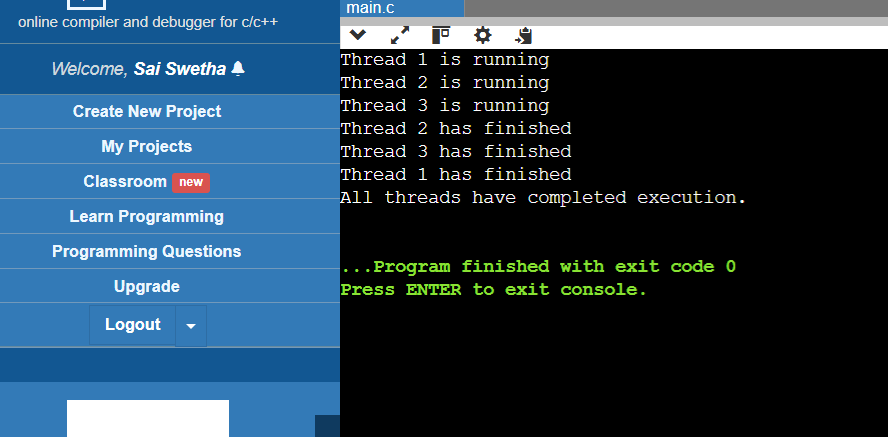 online compiler and debugger for c/c++
Welcome, Sai Swetha
Create New Project
My Projects
Classroom new
Learn Programming
Programming Questions
Upgrade
Logout
main.c
Thread 1 is running
Thread 2 is running
Thread 3 is running
Thread 2 has finished
Thread 3 has finished
Thread 1 has finished
All threads have completed execution.
...Program finished with exit code 0
Press ENTER to exit console.